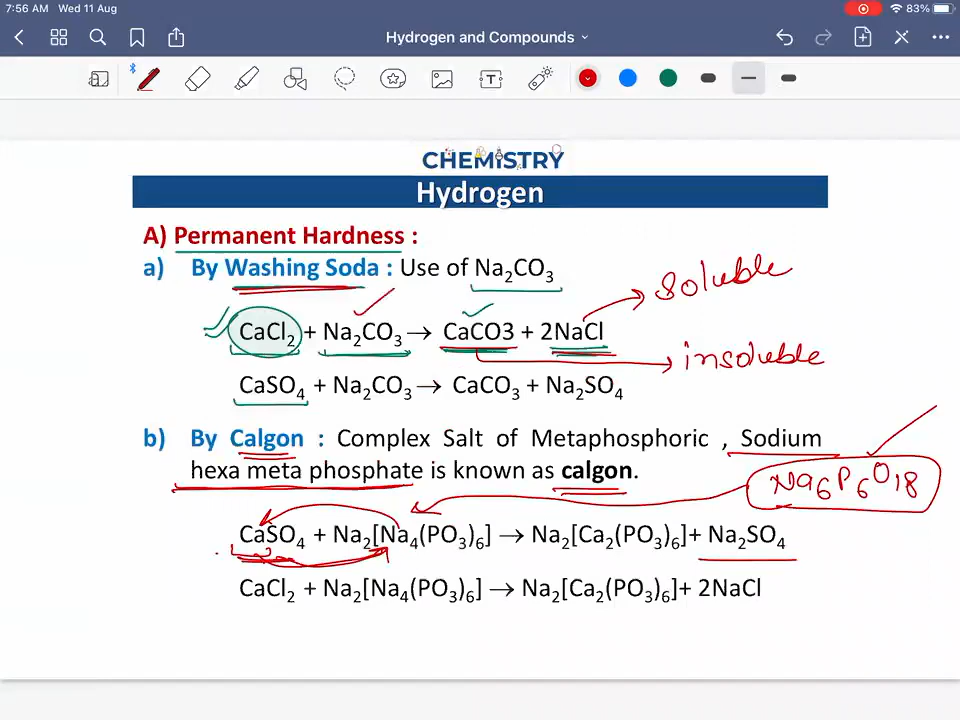 7:56 AM Wed 11 Aug 83%
Hydrogen and Compounds
T
CHEMISTRY
Hydrogen
A) Permanent Hardness :
a) By Washing Soda : Use of Na₂CO₃
soluble
CaCl₂ + Na₂CO₃ → CaCO3 + 2NaCl
insoluble
CaSO₄ + Na₂CO₃ → CaCO₃ + Na₂SO₄
b) By Calgon : Complex Salt of Metaphosphoric , Sodium
hexa meta phosphate is known as calgon.
Na₆P₆O₁₈
CaSO₄ + Na₂[Na₄(PO₃)₆] → Na₂[Ca₂(PO₃)₆]+ Na₂SO₄
CaCl₂ + Na₂[Na₄(PO₃)₆] → Na₂[Ca₂(PO₃)₆]+ 2NaCl